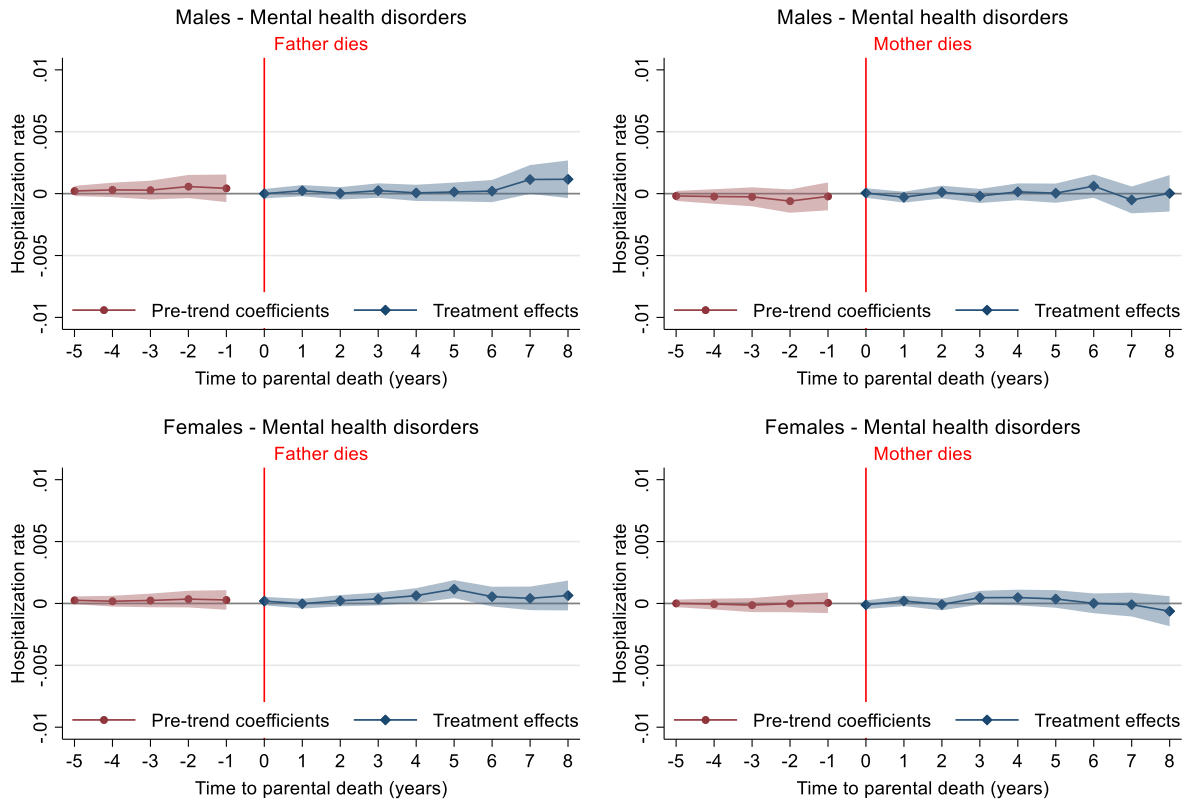 Males - Mental health disorders
Father dies
Hospitalization rate
.01
.005
0
-.005
-.01
Pre-trend coefficients
Treatment effects
-5 -4 -3 -2 -1 0 1 2 3 4 5 6 7 8
Time to parental death (years)
Males - Mental health disorders
Mother dies
Hospitalization rate
.01
.005
0
-.005
-.01
Pre-trend coefficients
Treatment effects
-5 -4 -3 -2 -1 0 1 2 3 4 5 6 7 8
Time to parental death (years)
Females - Mental health disorders
Father dies
Hospitalization rate
.01
.005
0
-.005
-.01
Pre-trend coefficients
Treatment effects
-5 -4 -3 -2 -1 0 1 2 3 4 5 6 7 8
Time to parental death (years)
Females - Mental health disorders
Mother dies
Hospitalization rate
.01
.005
0
-.005
-.01
Pre-trend coefficients
Treatment effects
-5 -4 -3 -2 -1 0 1 2 3 4 5 6 7 8
Time to parental death (years)